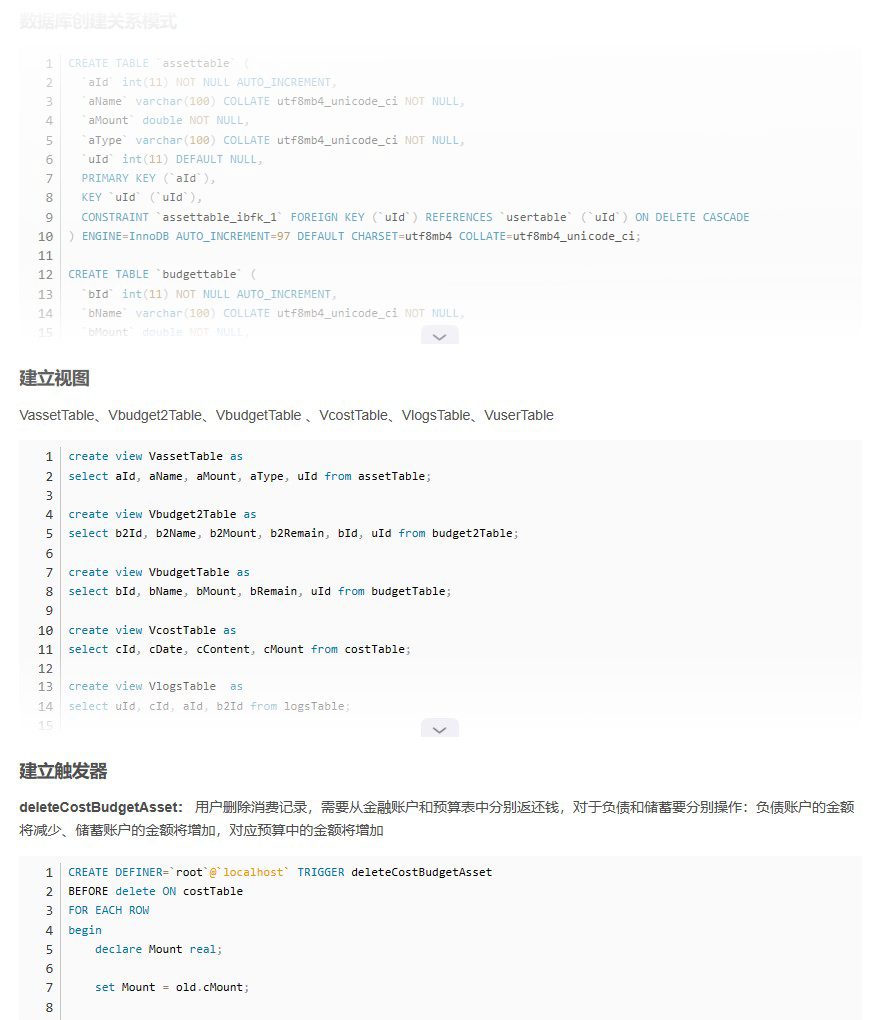 数据库创建关系模式
1 CREATE TABLE `assettable` (
2 `aId` int(11) NOT NULL AUTO_INCREMENT,
3 `aName` varchar(100) COLLATE utf8mb4_unicode_ci NOT NULL,
4 `aMount` double NOT NULL,
5 `aType` varchar(100) COLLATE utf8mb4_unicode_ci NOT NULL,
6 `uId` int(11) DEFAULT NULL,
7 PRIMARY KEY (`aId`),
8 KEY `uId` (`uId`),
9 CONSTRAINT `assettable_ibfk_1` FOREIGN KEY (`uId`) REFERENCES `usertable` (`uId`) ON DELETE CASCADE
10 ) ENGINE=InnoDB AUTO_INCREMENT=97 DEFAULT CHARSET=utf8mb4 COLLATE=utf8mb4_unicode_ci;
11
12 CREATE TABLE `budgettable` (
13 `bId` int(11) NOT NULL AUTO_INCREMENT,
14 `bName` varchar(100) COLLATE utf8mb4_unicode_ci NOT NULL,
15 `bMount` double NOT NULL,
建立视图
VassetTable、Vbudget2Table、VbudgetTable 、VcostTable、VlogsTable、VuserTable
1 create view VassetTable as
2 select aId, aName, aMount, aType, uId from assetTable;
3
4 create view Vbudget2Table as
5 select b2Id, b2Name, b2Mount, b2Remain, bId, uId from budget2Table;
6
7 create view VbudgetTable as
8 select bId, bName, bMount, bRemain, uId from budgetTable;
9
10 create view VcostTable as
11 select cId, cDate, cContent, cMount from costTable;
12
13 create view VlogsTable  as
14 select uId, cId, aId, b2Id from logsTable;
15
建立触发器
deleteCostBudgetAsset： 用户删除消费记录，需要从金融账户和预算表中分别返还钱，对于负债和储蓄要分别操作：负债账户的金额
将减少、储蓄账户的金额将增加，对应预算中的金额将增加
1 CREATE DEFINER=`root`@`localhost` TRIGGER deleteCostBudgetAsset
2 BEFORE delete ON costTable
3 FOR EACH ROW
4 begin
5 declare Mount real;
6
7 set Mount = old.cMount;
8